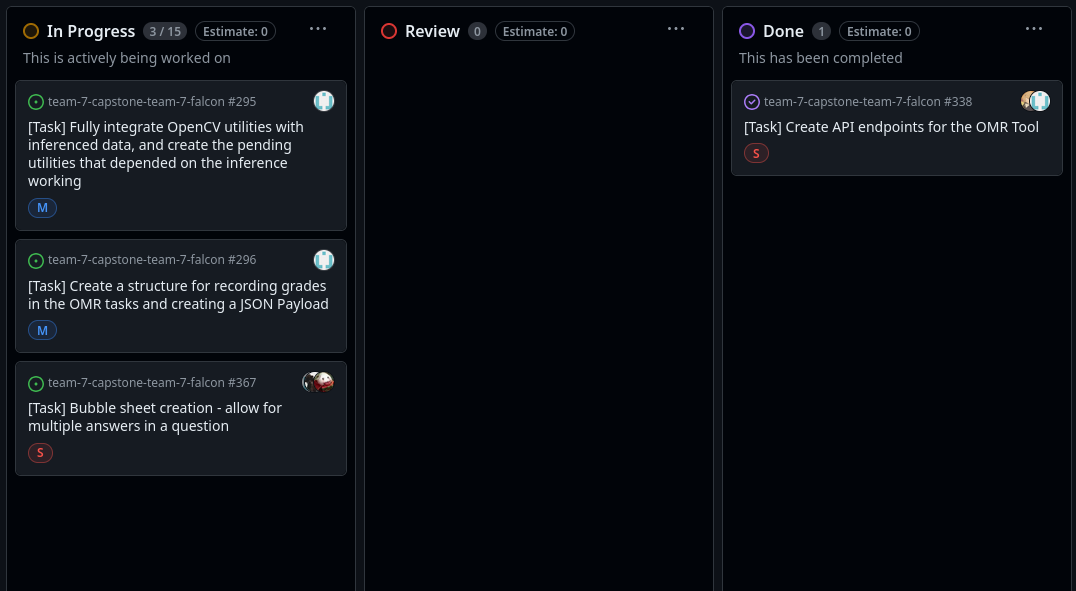 In Progress 3 / 15 Estimate: 0 ...
This is actively being worked on
team-7-capstone-team-7-falcon #295
[Task] Fully integrate OpenCV utilities with
inferenced data, and create the pending
utilities that depended on the inference
working
M
team-7-capstone-team-7-falcon #296
[Task] Create a structure for recording grades
in the OMR tasks and creating a JSON Payload
M
team-7-capstone-team-7-falcon #367
[Task] Bubble sheet creation - allow for
multiple answers in a question
S
Review 0 Estimate: 0 ...
Done 1 Estimate: 0 ...
This has been completed
team-7-capstone-team-7-falcon #338
[Task] Create API endpoints for the OMR Tool
S